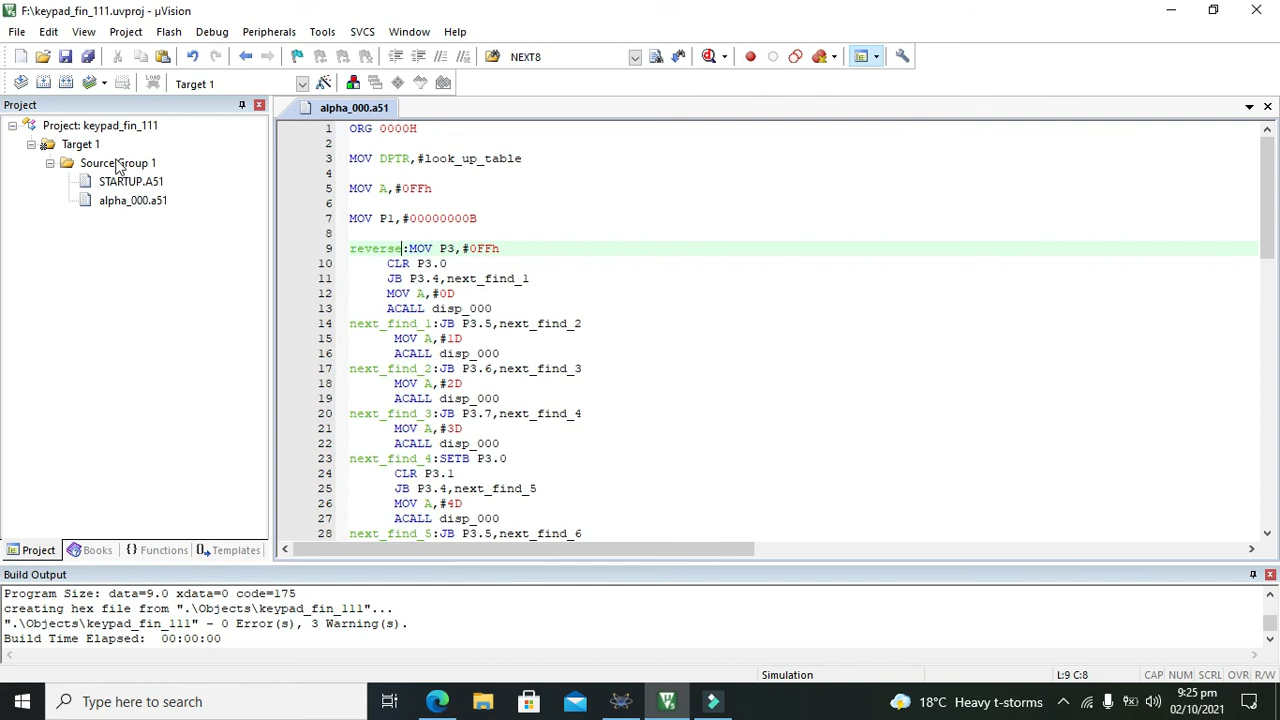 F:\keypad_fin_111.uvproj - µVision
File Edit View Project Flash Debug Peripherals Tools SVCS Window Help
NEXT8
LOAD Target 1
Project
alpha_000.a51
Project: keypad_fin_111
Target 1
Source Group 1
STARTUP.A51
alpha_000.a51
1 ORG 0000H
2
3 MOV DPTR,#look_up_table
4
5 MOV A,#0FFh
6
7 MOV P1,#00000000B
8
9 reverse:MOV P3,#0FFh
10 CLR P3.0
11 JB P3.4,next_find_1
12 MOV A,#0D
13 ACALL disp_000
14 next_find_1:JB P3.5,next_find_2
15 MOV A,#1D
16 ACALL disp_000
17 next_find_2:JB P3.6,next_find_3
18 MOV A,#2D
19 ACALL disp_000
20 next_find_3:JB P3.7,next_find_4
21 MOV A,#3D
22 ACALL disp_000
23 next_find_4:SETB P3.0
24 CLR P3.1
25 JB P3.4,next_find_5
26 MOV A,#4D
27 ACALL disp_000
28 next_find_5:JB P3.5,next_find_6
Project Books {} Functions Templates
Build Output
Program Size: data=9.0 xdata=0 code=175
creating hex file from ".\Objects\keypad_fin_111"...
".\Objects\keypad_fin_111" - 0 Error(s), 3 Warning(s).
Build Time Elapsed: 00:00:00
Simulation L:9 C:8 CAP NUM SCRL OVR R/W
Type here to search
18°C Heavy t-storms
9:25 pm
02/10/2021